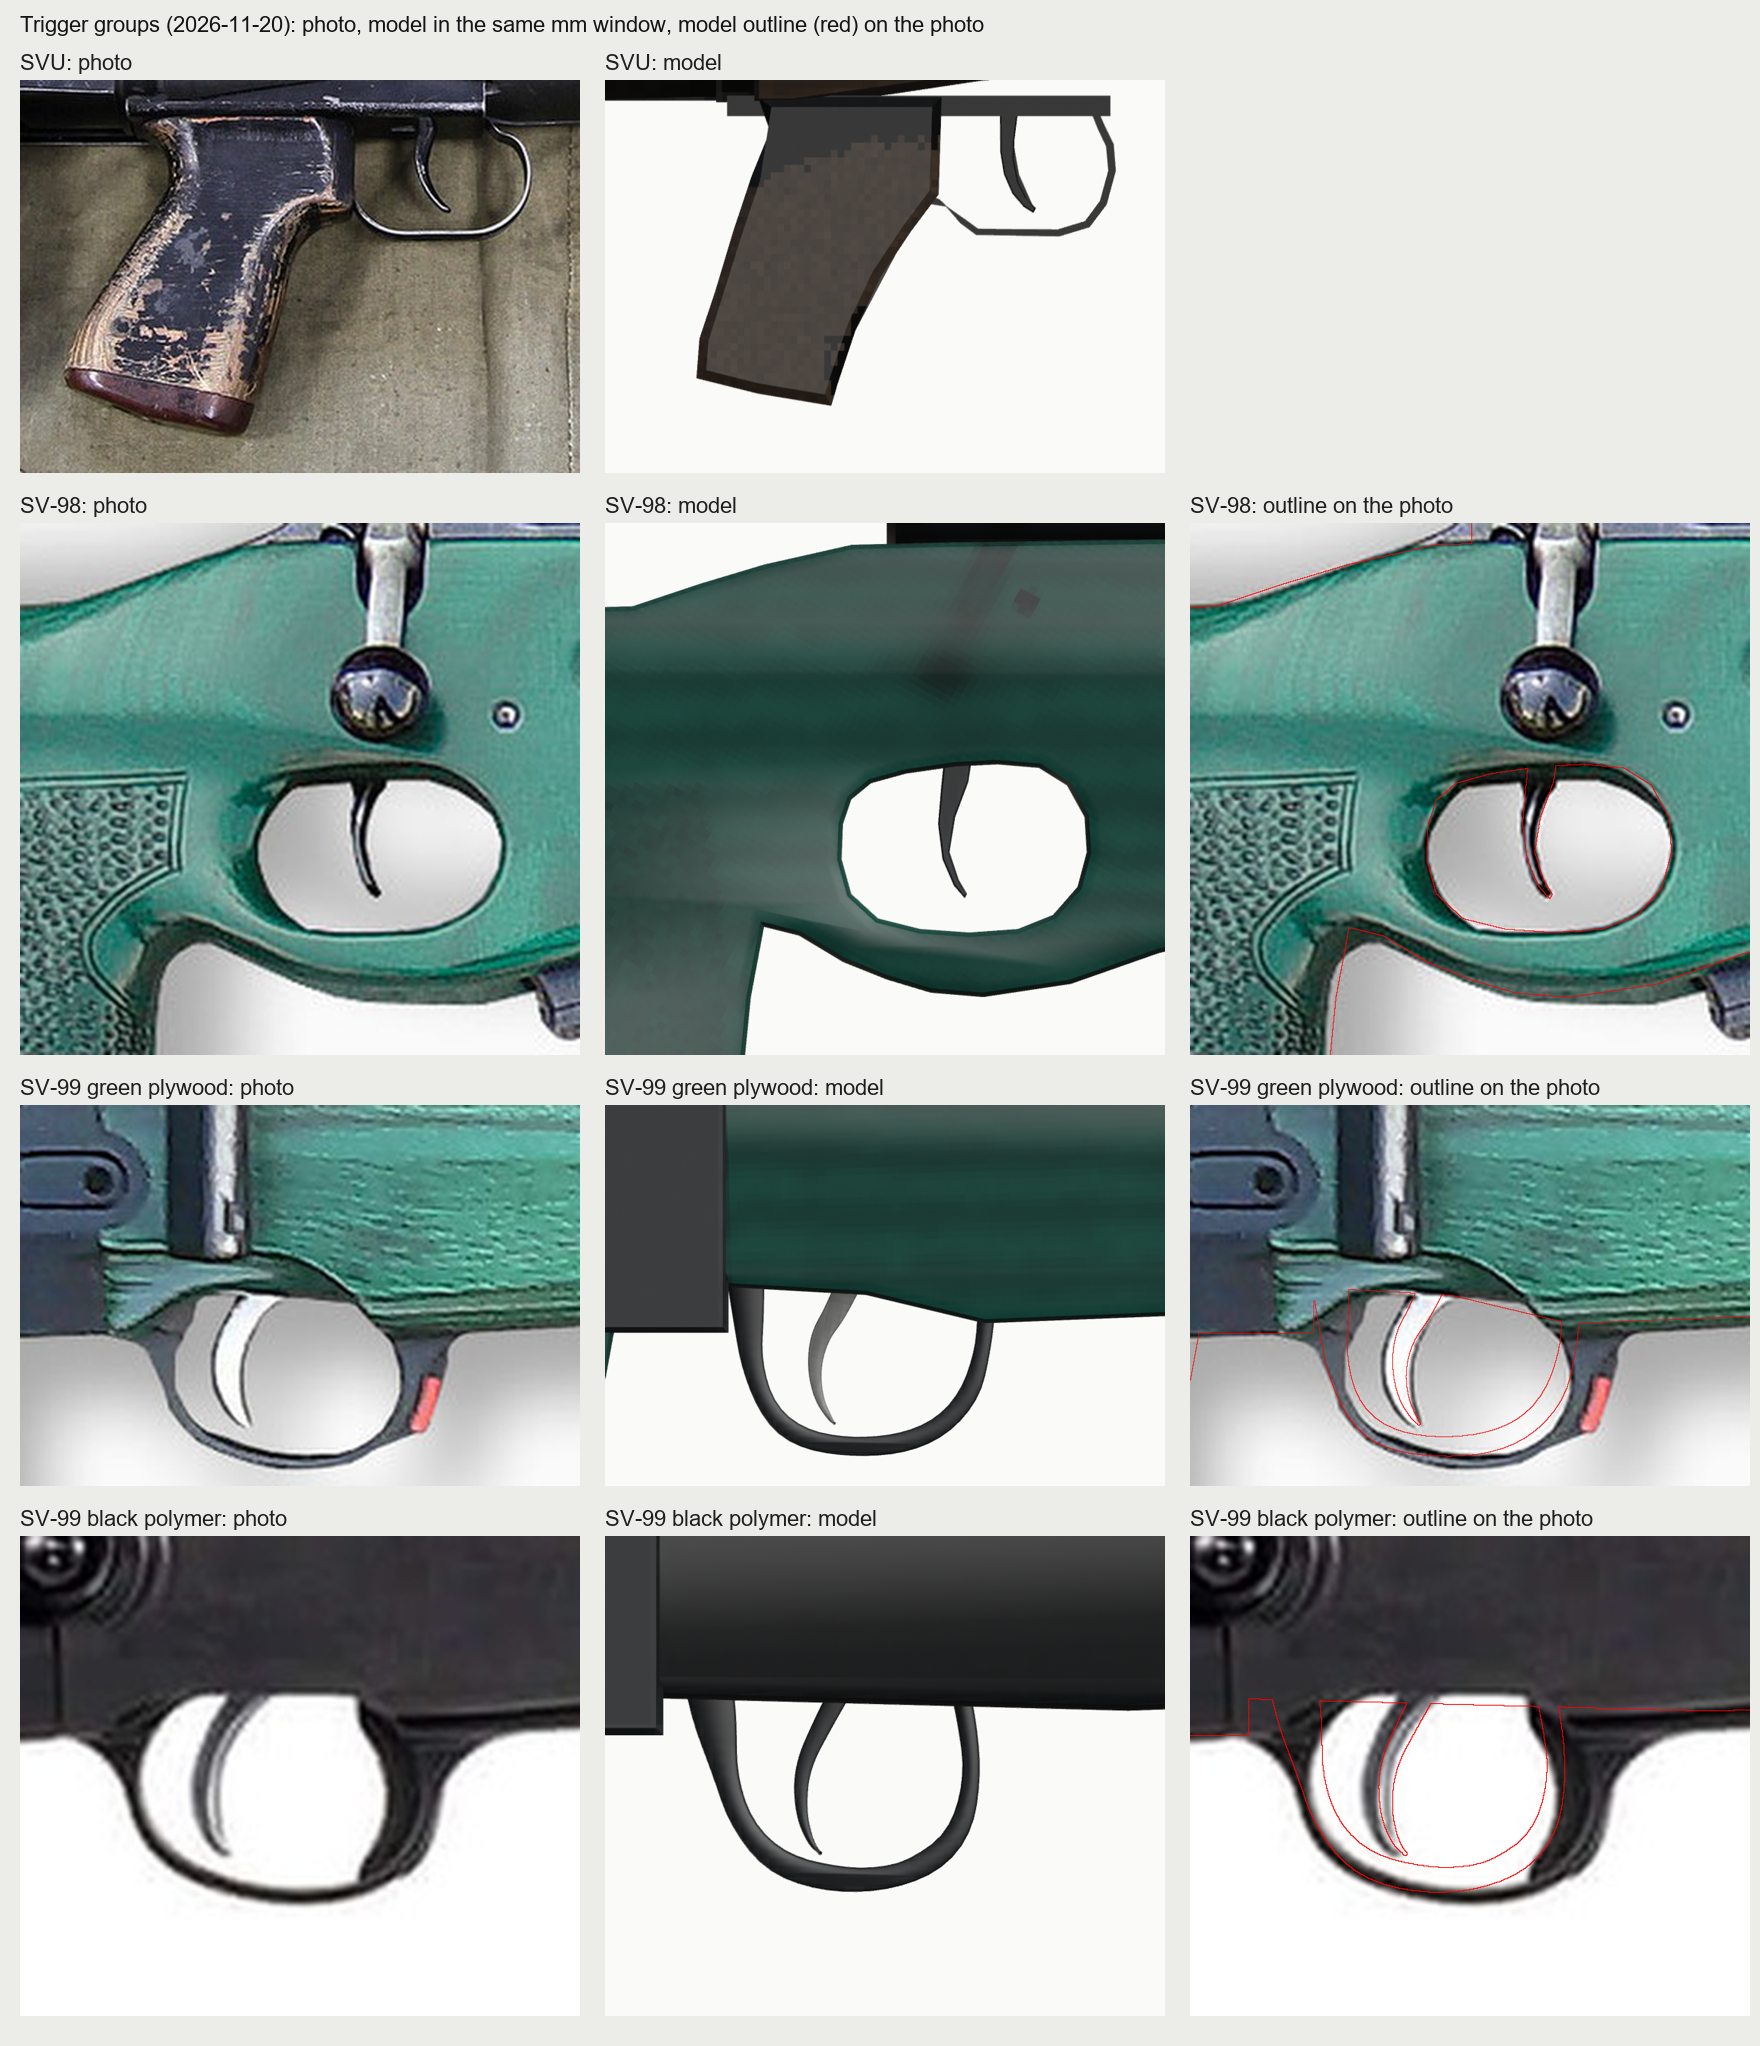 Trigger groups (2026-11-20): photo, model in the same mm window, model outline (red) on the photo
SVU: photo
SVU: model
SV-98: photo
SV-98: model
SV-98: outline on the photo
SV-99 green plywood: photo
SV-99 green plywood: model
SV-99 green plywood: outline on the photo
SV-99 black polymer: photo
SV-99 black polymer: model
SV-99 black polymer: outline on the photo